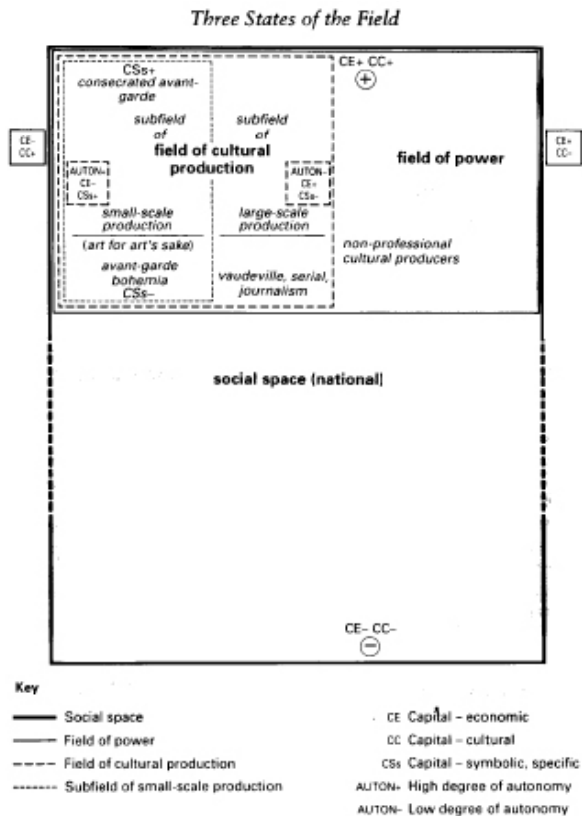 Three States of the Field
CE+ CC+
+
CSs+
consecrated avant-
garde
subfield
of
subfield
of
field of cultural
production
field of power
CE–
CC+
CE+
CC–
AUTON+
CE–
CSs+
AUTON–
CE+
CSs–
small-scale
production
(art for art's sake)
large-scale
production
non-professional
cultural producers
avant-garde
bohemia
CSs–
vaudeville, serial,
journalism
social space (national)
CE– CC–
–
Key
Social space
Field of power
Field of cultural production
Subfield of small-scale production
CE Capital – economic
CC Capital – cultural
CSs Capital – symbolic, specific
AUTON+ High degree of autonomy
AUTON– Low degree of autonomy